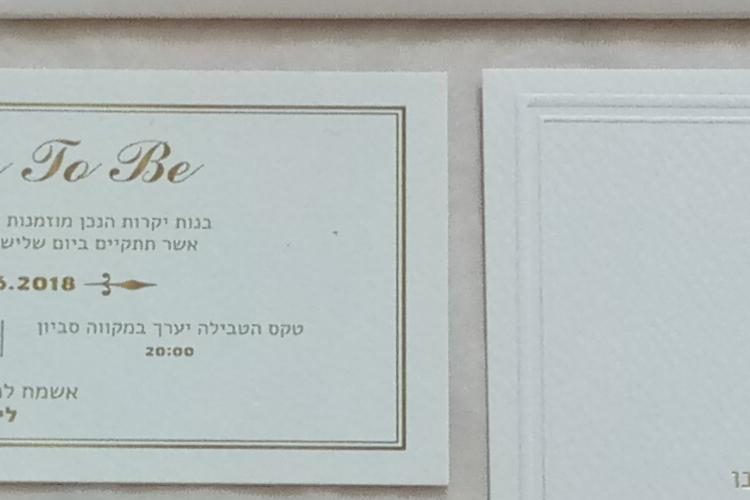 To Be
בנות יקרות הנכן מוזמנות
אשר תתקיים ביום שליש
6.2018
טקס הטבילה יערך במקווה סביון
20:00
אשמח